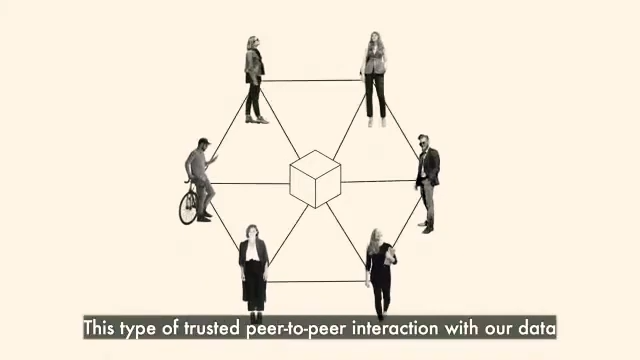 This type of trusted peer-to-peer interaction with our data